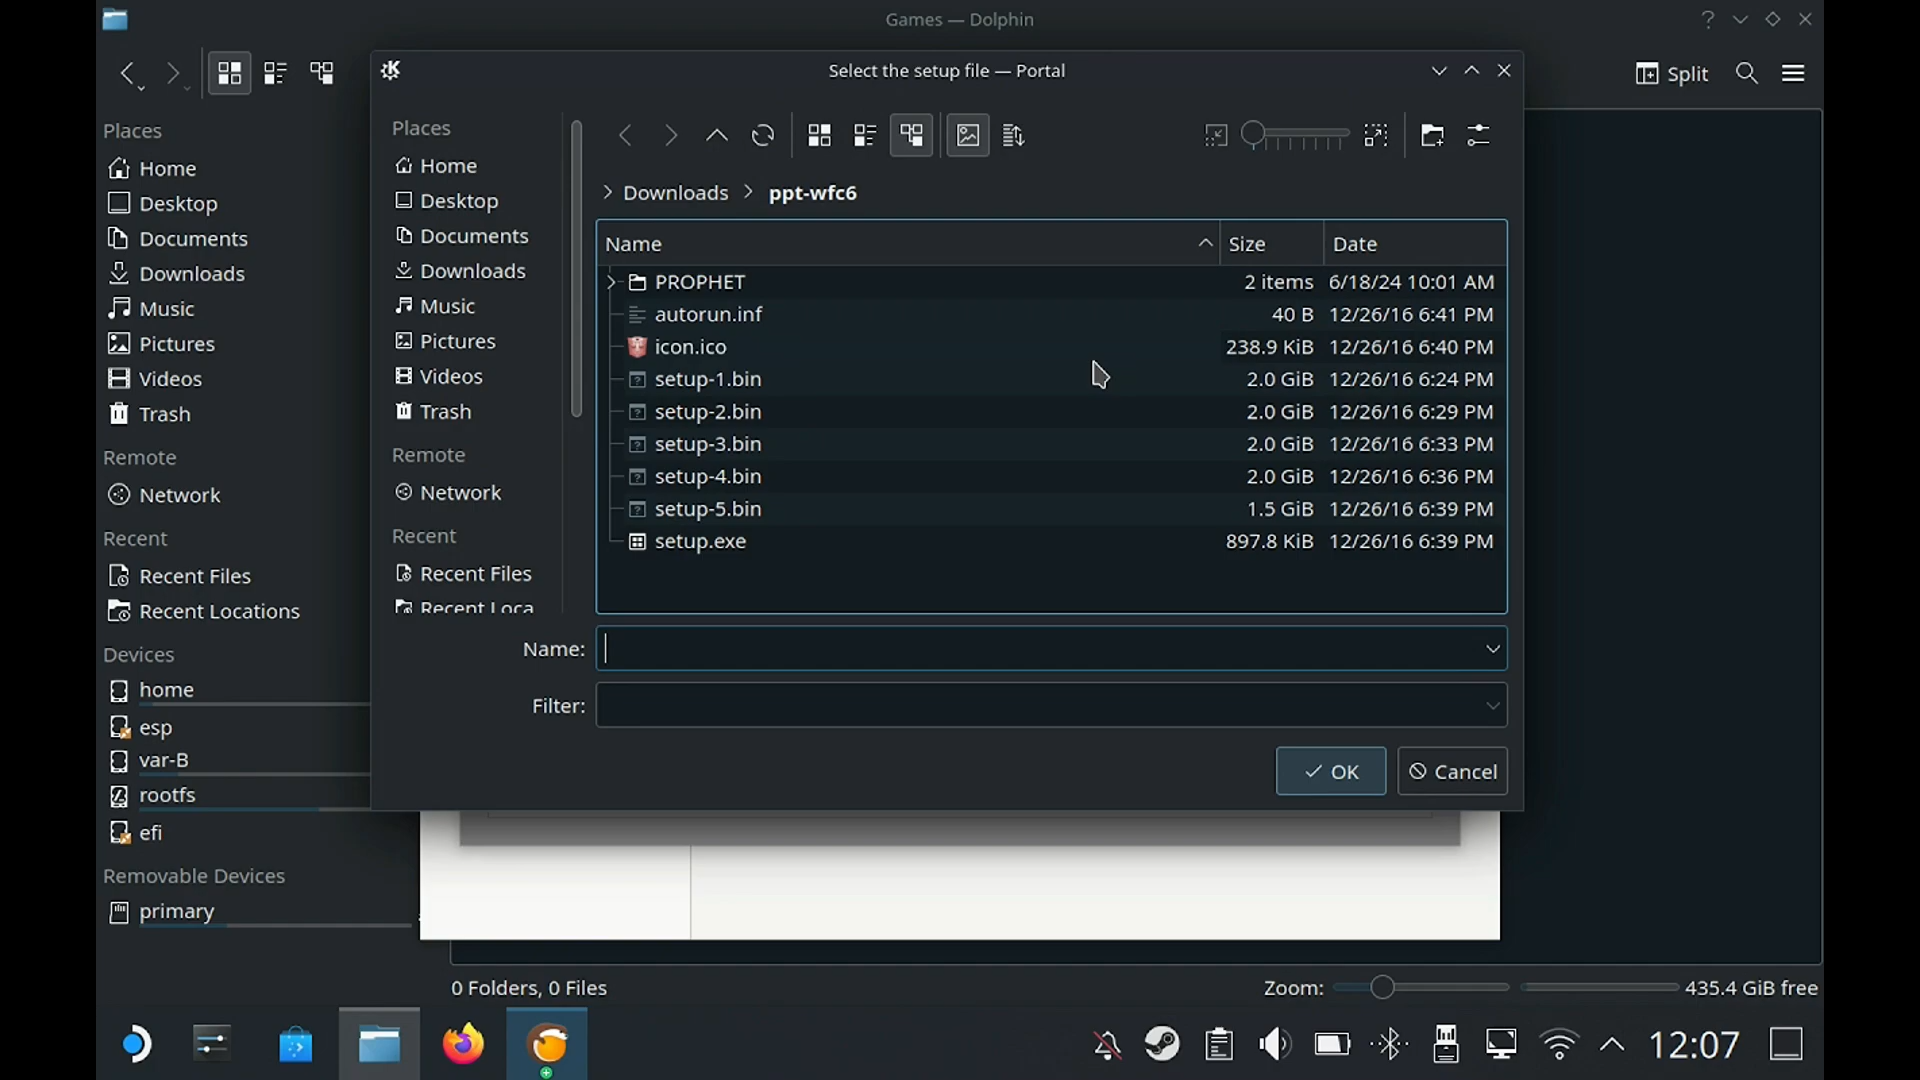 Games — Dolphin
Split
Places
Home
Desktop
Documents
Downloads
Music
Pictures
Videos
Trash
Remote
Network
Recent
Recent Files
Recent Locations
Devices
home
esp
var-B
rootfs
efi
Removable Devices
primary
Select the setup file — Portal
Places
Home
Desktop
Documents
Downloads
Music
Pictures
Videos
Trash
Remote
Network
Recent
Recent Files
Recent Loca
Downloads > ppt-wfc6
Name Size Date
PROPHET 2 items 6/18/24 10:01 AM
autorun.inf 40 B 12/26/16 6:41 PM
icon.ico 238.9 KiB 12/26/16 6:40 PM
setup-1.bin 2.0 GiB 12/26/16 6:24 PM
setup-2.bin 2.0 GiB 12/26/16 6:29 PM
setup-3.bin 2.0 GiB 12/26/16 6:33 PM
setup-4.bin 2.0 GiB 12/26/16 6:36 PM
setup-5.bin 1.5 GiB 12/26/16 6:39 PM
setup.exe 897.8 KiB 12/26/16 6:39 PM
Name:
Filter:
OK Cancel
0 Folders, 0 Files Zoom: 435.4 GiB free
12:07